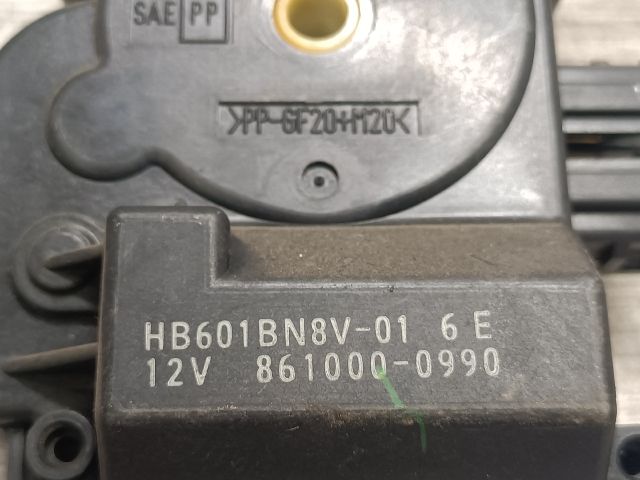 SAE PP
>PP-GF20+M20<
HB601BN8V-01 6 E
12V 861000-0990